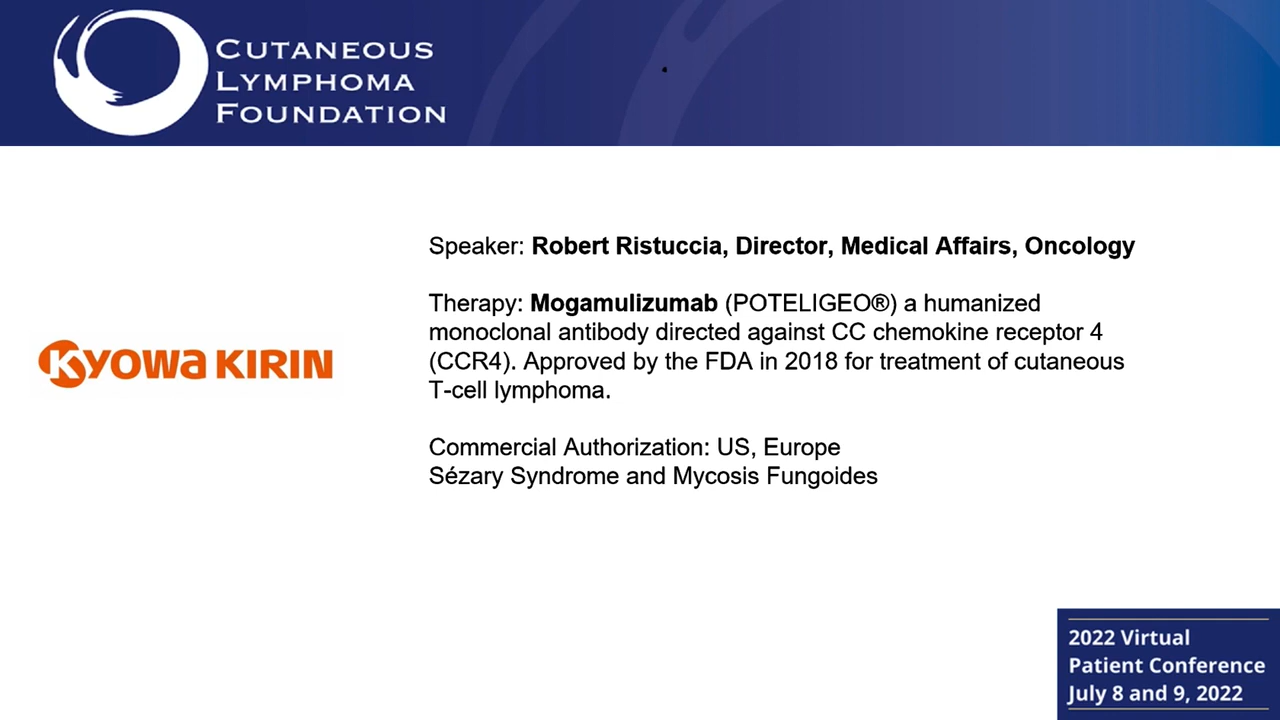 CUTANEOUS
LYMPHOMA
FOUNDATION
Speaker: Robert Ristuccia, Director, Medical Affairs, Oncology
Therapy: Mogamulizumab (POTELIGEO®) a humanized
monoclonal antibody directed against CC chemokine receptor 4
(CCR4). Approved by the FDA in 2018 for treatment of cutaneous
T-cell lymphoma.
KYOWA KIRIN
Commercial Authorization: US, Europe
Sézary Syndrome and Mycosis Fungoides
2022 Virtual
Patient Conference
July 8 and 9, 2022